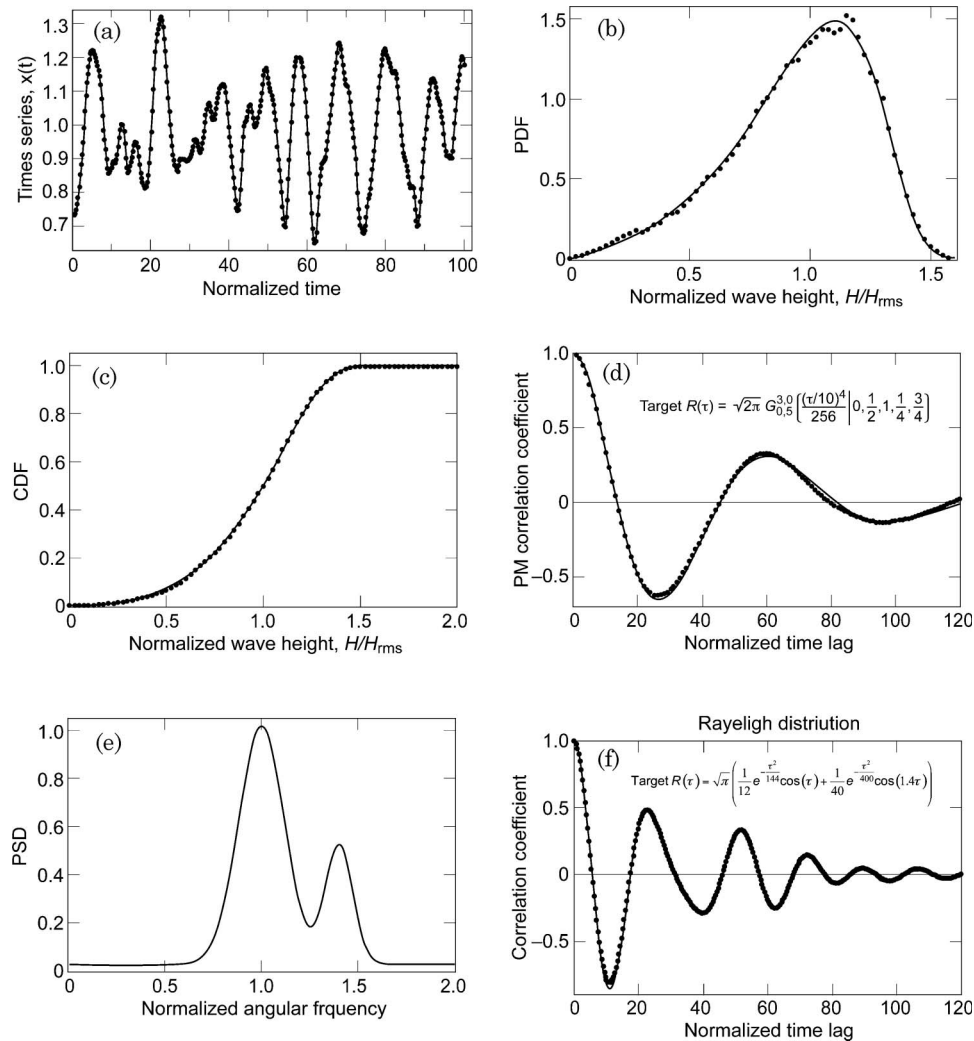 (a)
Times series, x(t)
1.3
1.2
1.1
1.0
0.9
0.8
0.7
0 20 40 60 80 100
Normalized time
(b)
PDF
1.5
1.0
0.5
0
0 0.5 1.0 1.5
Normalized wave height, H/Hrms
(c)
CDF
1.0
0.8
0.6
0.4
0.2
0
0 0.5 1.0 1.5 2.0
Normalized wave height, H/Hrms
(d)
Target R(τ) = √2π G^{3,0}_{0,5} [(τ/10)^4/256 | 0, 1/2, 1, 1/4, 3/4]
PM correlation coefficient
1.0
0.5
0
−0.5
0 20 40 60 80 100 120
Normalized time lag
(e)
PSD
1.0
0.8
0.6
0.4
0.2
0
0 0.5 1.0 1.5 2.0
Normalized angular frquency
Rayeligh distriution
(f)
Target R(τ) = √π (1/12 e^{-τ²/144} cos(τ) + 1/40 e^{-τ²/400} cos(1.4τ))
Correlation coefficient
1.0
0.5
0
−0.5
0 20 40 60 80 100 120
Normalized time lag